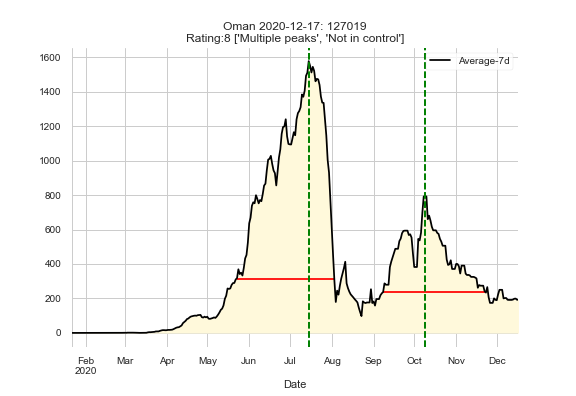 Oman 2020-12-17: 127019
Rating:8 ['Multiple peaks', 'Not in control']
Average-7d
1600
1400
1200
1000
800
600
400
200
0
Feb Mar Apr May Jun Jul Aug Sep Oct Nov Dec
2020
Date